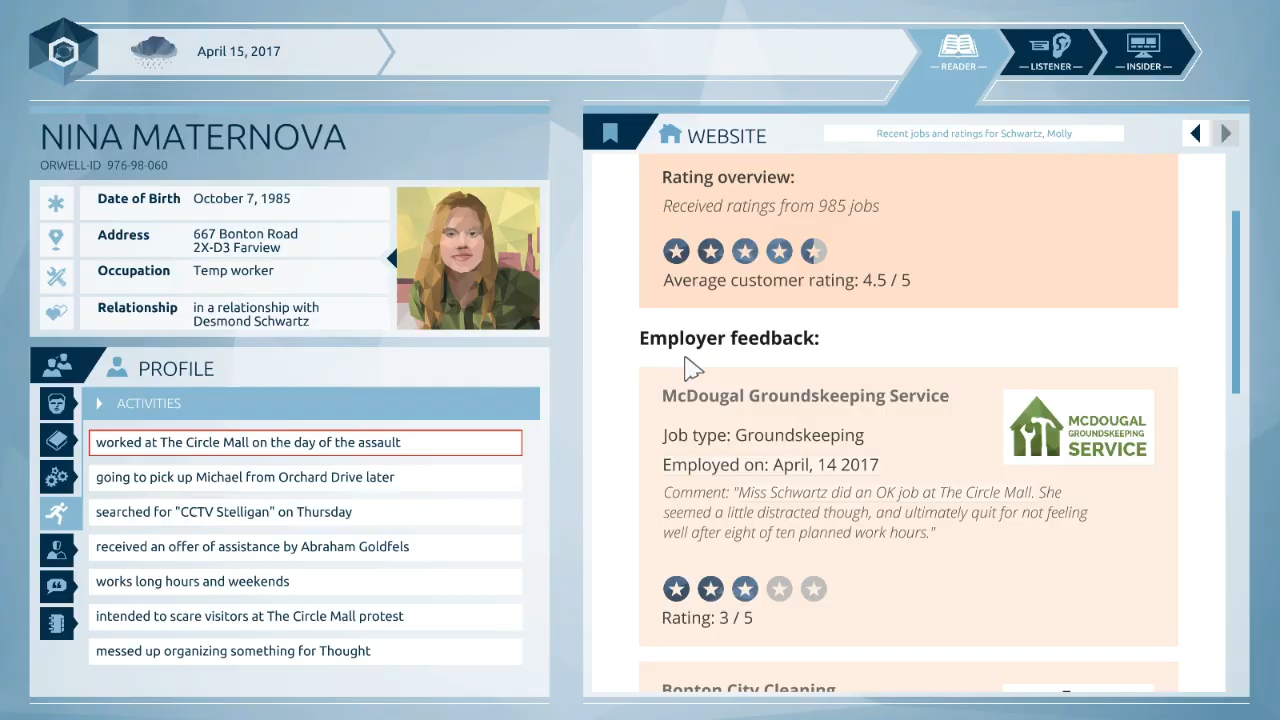 April 15, 2017
— READER —
— LISTENER —
— INSIDER —
NINA MATERNOVA
ORWELL-ID 976-98-060
Date of Birth October 7, 1985
Address 667 Bonton Road
2X-D3 Farview
Occupation Temp worker
Relationship in a relationship with
Desmond Schwartz
PROFILE
ACTIVITIES
worked at The Circle Mall on the day of the assault
going to pick up Michael from Orchard Drive later
searched for "CCTV Stelligan" on Thursday
received an offer of assistance by Abraham Goldfels
works long hours and weekends
intended to scare visitors at The Circle Mall protest
messed up organizing something for Thought
WEBSITE
Recent jobs and ratings for Schwartz, Molly
Rating overview:
Received ratings from 985 jobs
Average customer rating: 4.5 / 5
Employer feedback:
McDougal Groundskeeping Service
MCDOUGAL
GROUNDSKEEPING
SERVICE
Job type: Groundskeeping
Employed on: April, 14 2017
Comment: "Miss Schwartz did an OK job at The Circle Mall. She
seemed a little distracted though, and ultimately quit for not feeling
well after eight of ten planned work hours."
Rating: 3 / 5
Bonton City Cleaning